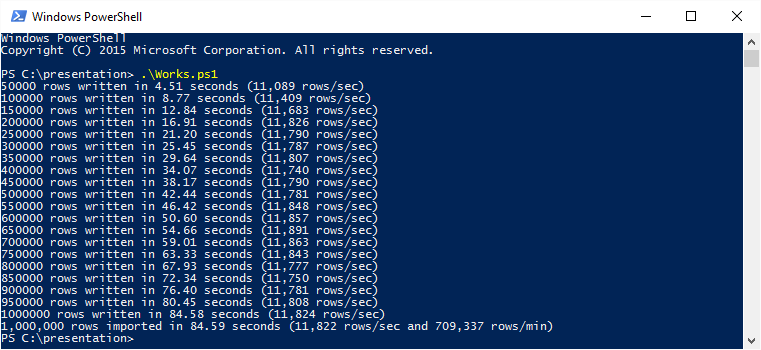 Windows PowerShell
Windows PowerShell
Copyright (C) 2015 Microsoft Corporation. All rights reserved.
PS C:\presentation> .\Works.ps1
50000 rows written in 4.51 seconds (11,089 rows/sec)
100000 rows written in 8.77 seconds (11,409 rows/sec)
150000 rows written in 12.84 seconds (11,683 rows/sec)
200000 rows written in 16.91 seconds (11,826 rows/sec)
250000 rows written in 21.20 seconds (11,790 rows/sec)
300000 rows written in 25.45 seconds (11,787 rows/sec)
350000 rows written in 29.64 seconds (11,807 rows/sec)
400000 rows written in 34.07 seconds (11,740 rows/sec)
450000 rows written in 38.17 seconds (11,790 rows/sec)
500000 rows written in 42.44 seconds (11,781 rows/sec)
550000 rows written in 46.42 seconds (11,848 rows/sec)
600000 rows written in 50.60 seconds (11,857 rows/sec)
650000 rows written in 54.66 seconds (11,891 rows/sec)
700000 rows written in 59.01 seconds (11,863 rows/sec)
750000 rows written in 63.33 seconds (11,843 rows/sec)
800000 rows written in 67.93 seconds (11,777 rows/sec)
850000 rows written in 72.34 seconds (11,750 rows/sec)
900000 rows written in 76.40 seconds (11,781 rows/sec)
950000 rows written in 80.45 seconds (11,808 rows/sec)
1000000 rows written in 84.58 seconds (11,824 rows/sec)
1,000,000 rows imported in 84.59 seconds (11,822 rows/sec and 709,337 rows/min)
PS C:\presentation>